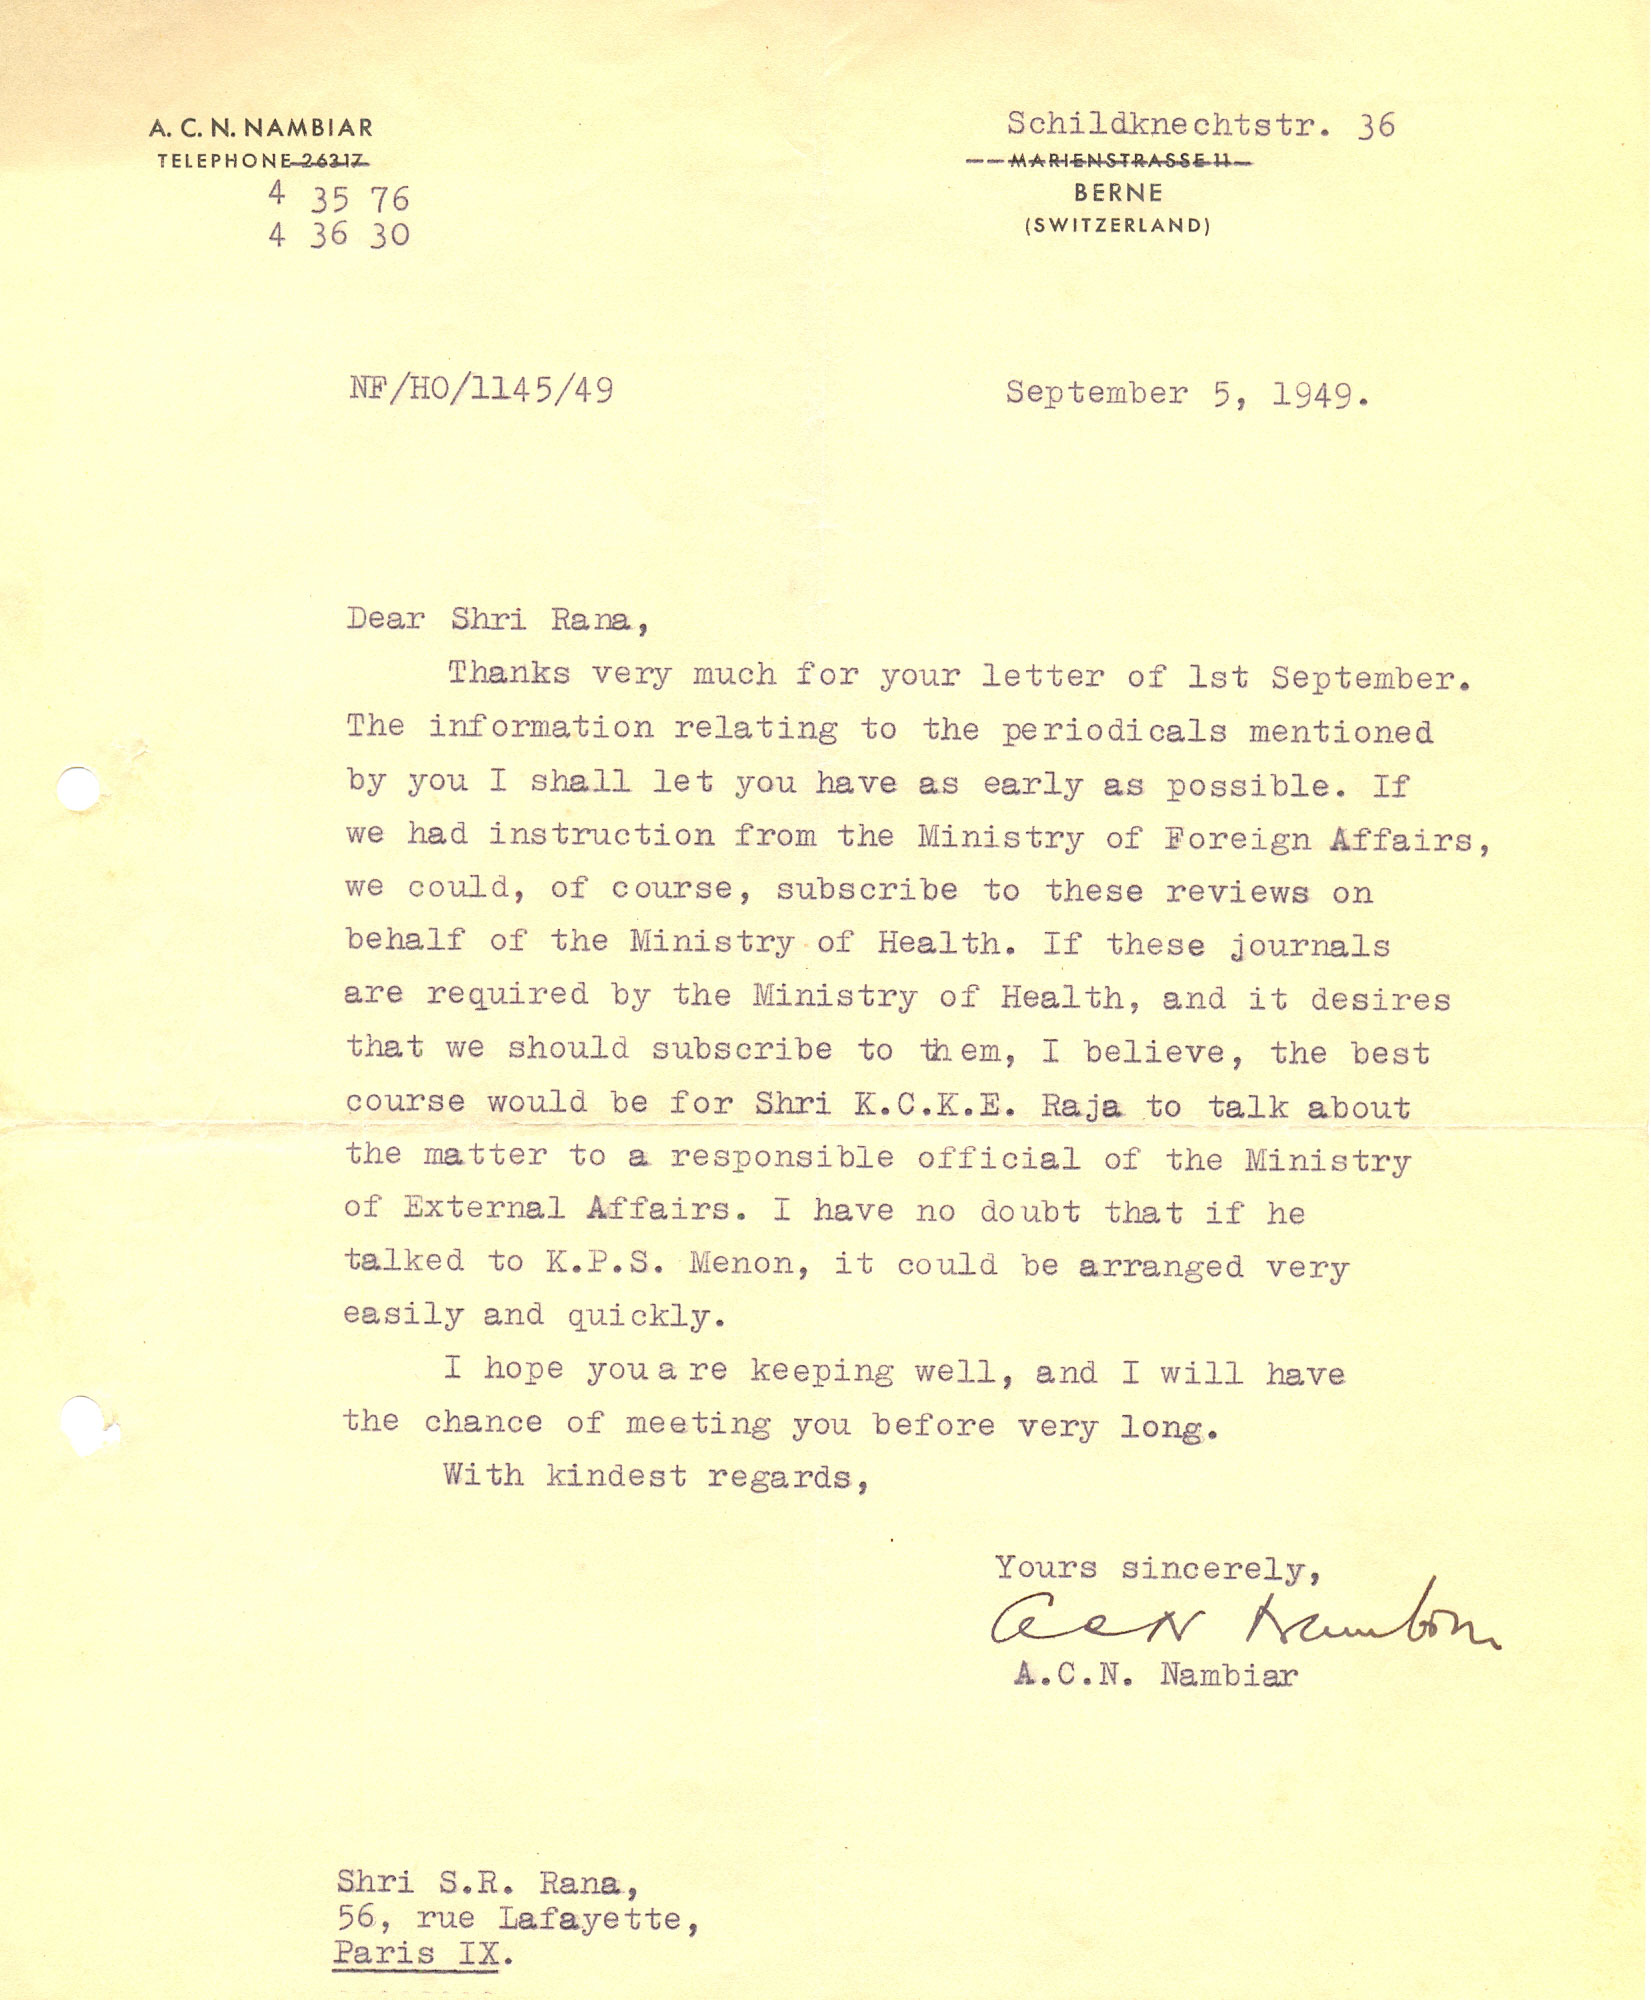 A. C. N. NAMBIAR
TELEPHONE 26317
4 35 76
4 36 30
Schildknechtstr. 36
MARIENSTRASSE 11
BERNE
(SWITZERLAND)
NF/HO/1145/49
September 5, 1949.
Dear Shri Rana,
Thanks very much for your letter of 1st September.
The information relating to the periodicals mentioned
by you I shall let you have as early as possible. If
we had instruction from the Ministry of Foreign Affairs,
we could, of course, subscribe to these reviews on
behalf of the Ministry of Health. If these journals
are required by the Ministry of Health, and it desires
that we should subscribe to them, I believe, the best
course would be for Shri K.C.K.E. Raja to talk about
the matter to a responsible official of the Ministry
of External Affairs. I have no doubt that if he
talked to K.P.S. Menon, it could be arranged very
easily and quickly.
I hope you are keeping well, and I will have
the chance of meeting you before very long.
With kindest regards,
Yours sincerely,
ACN Nambiar
A.C.N. Nambiar
Shri S.R. Rana,
56, rue Lafayette,
Paris IX.